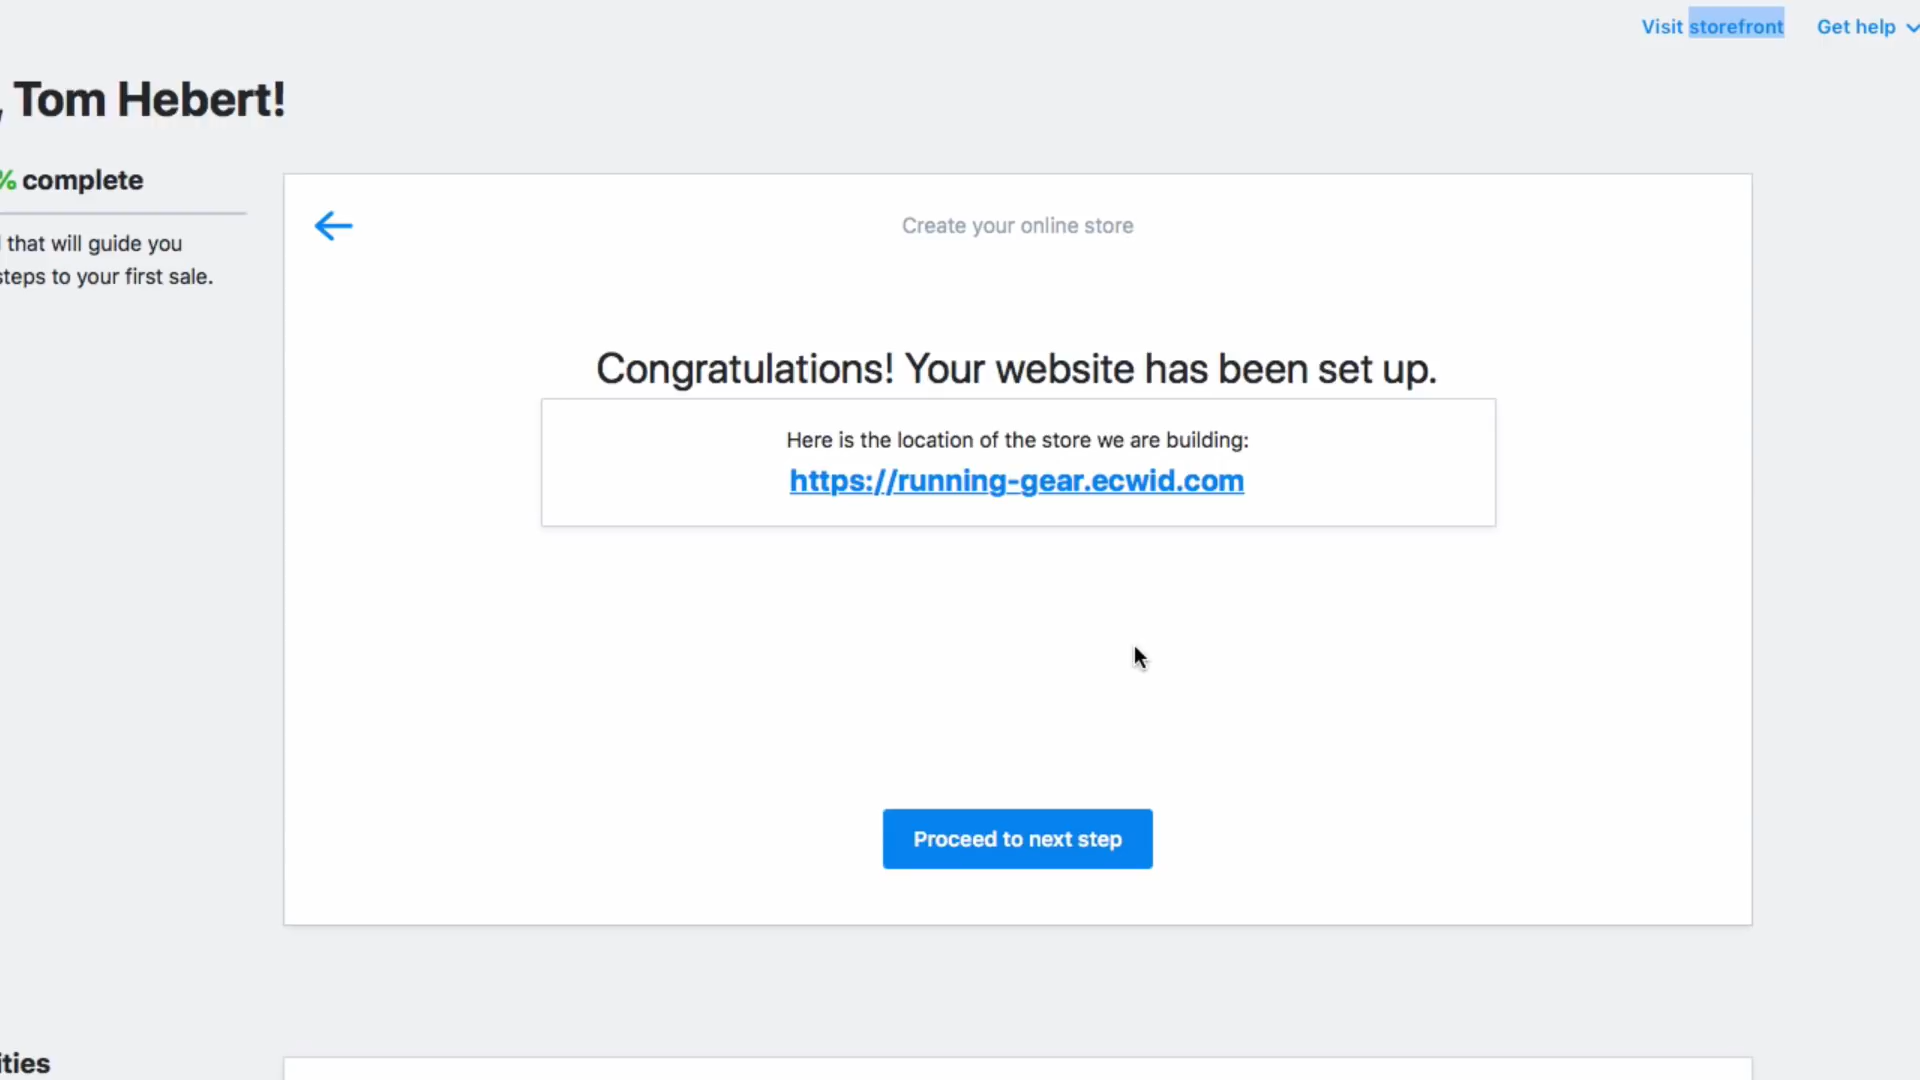 Visit storefront Get help
, Tom Hebert!
% complete
that will guide you
steps to your first sale.
Create your online store
Congratulations! Your website has been set up.
Here is the location of the store we are building:
https://running-gear.ecwid.com
Proceed to next step
ities